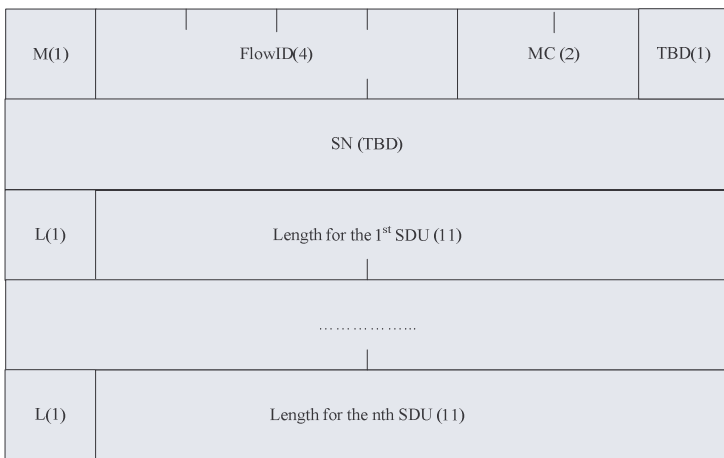 M(1) FlowID(4) MC (2) TBD(1)
SN (TBD)
L(1) Length for the 1st SDU (11)
………………...
L(1) Length for the nth SDU (11)